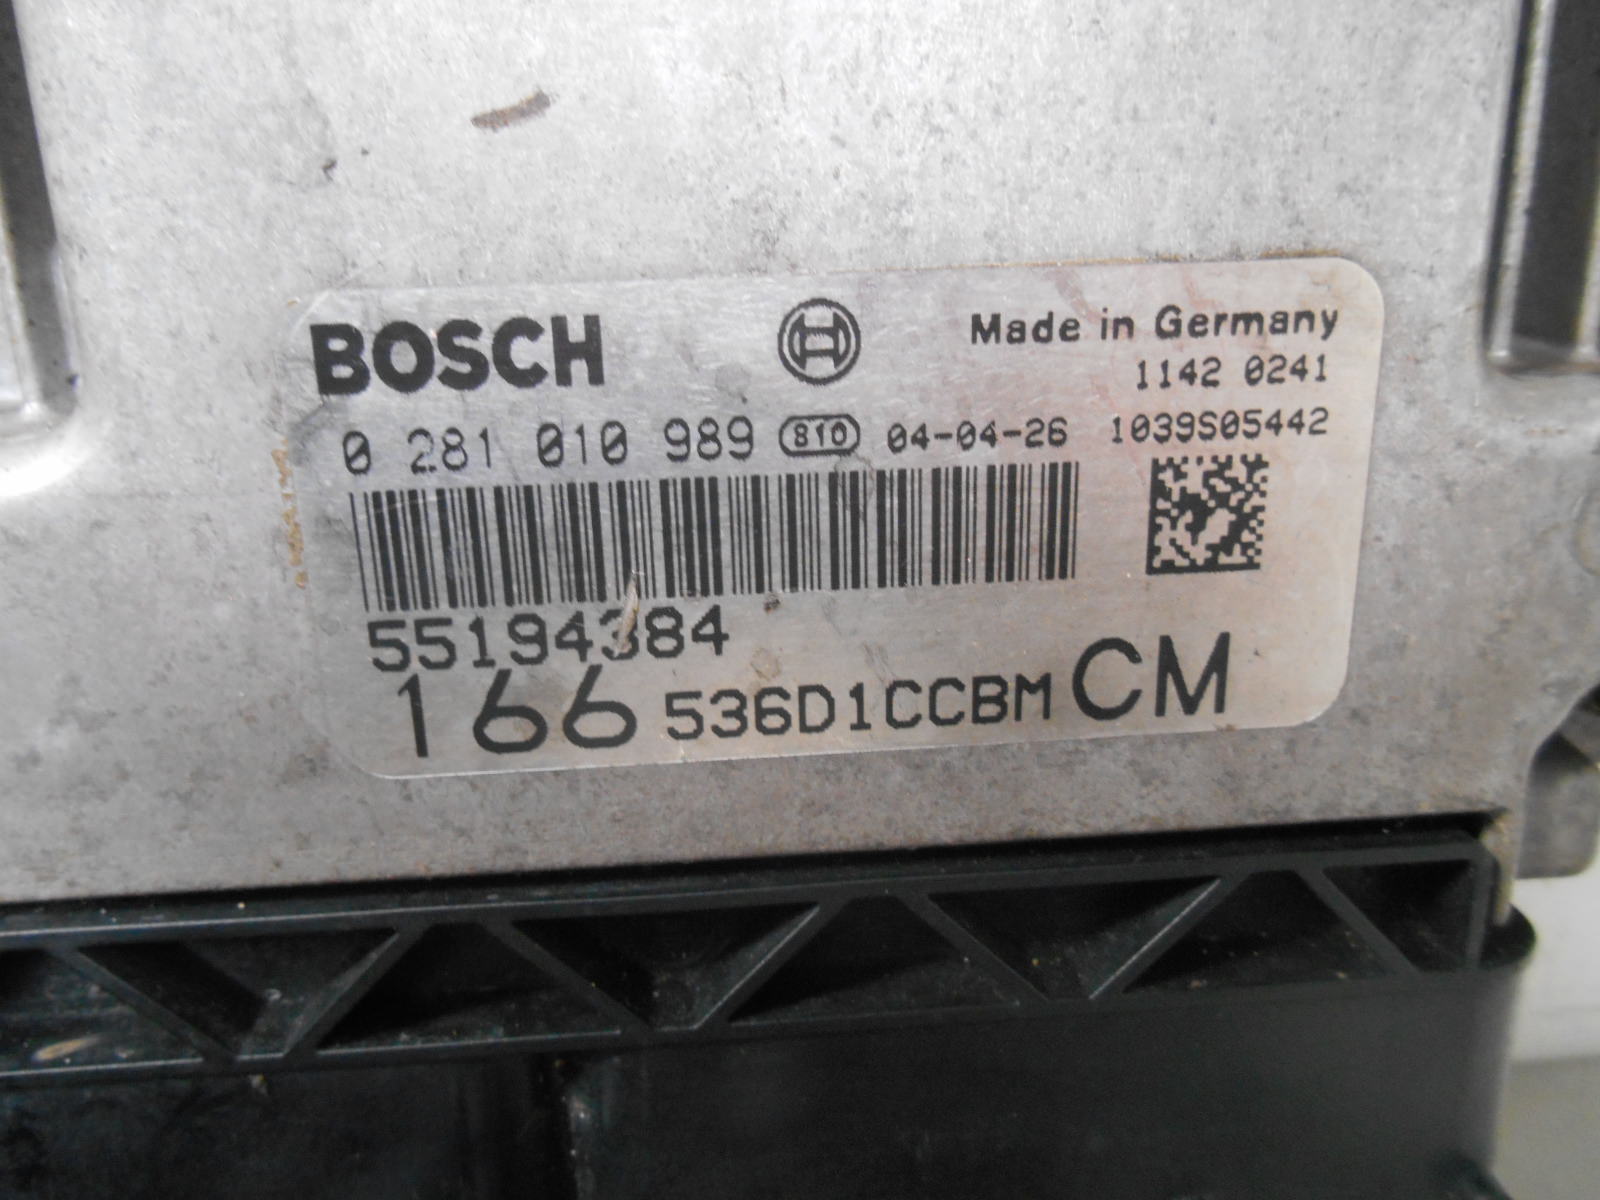 BOSCH Made in Germany
1142 0241
0 281 010 989 810 04-04-26 1039S05442
55194384
166 536D1CCBM CM